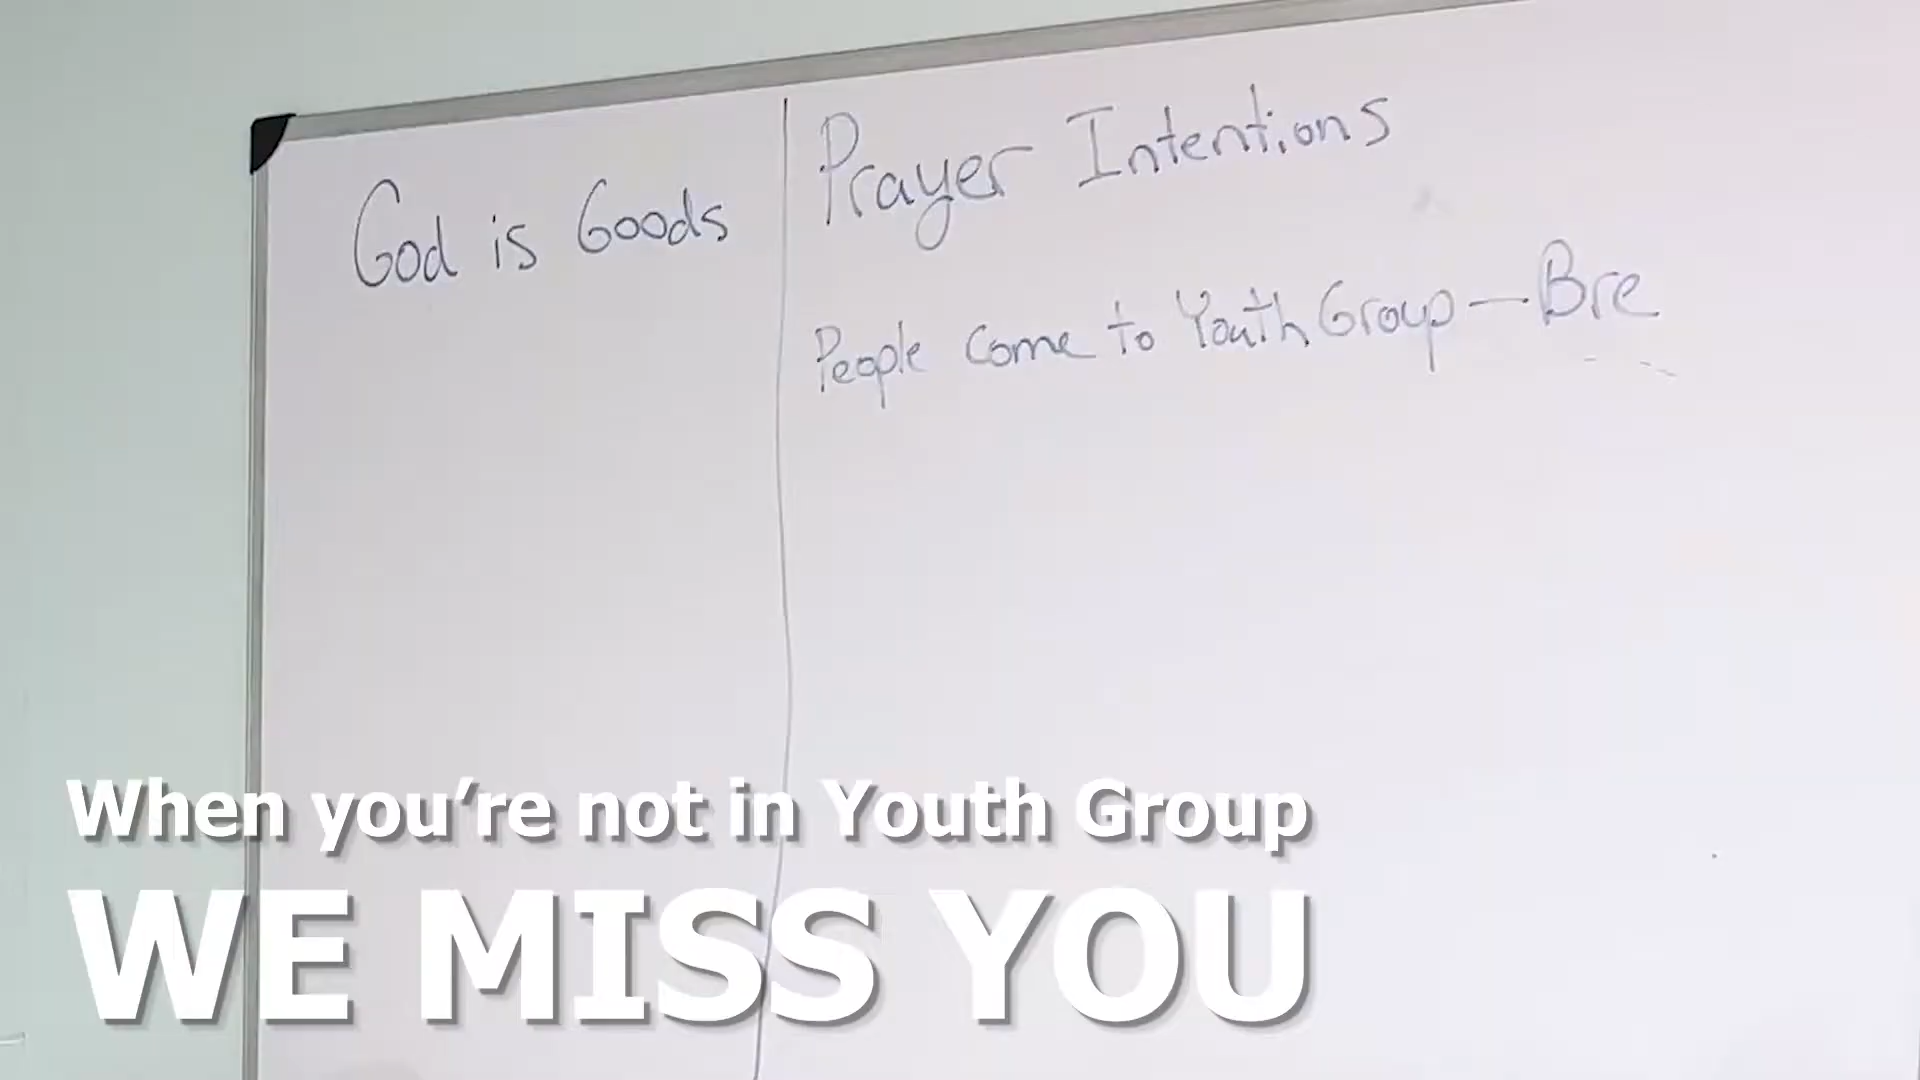 God is Goods
Prayer Intentions
People Come to Youth Group — Bre
When you're not in Youth Group
WE MISS YOU